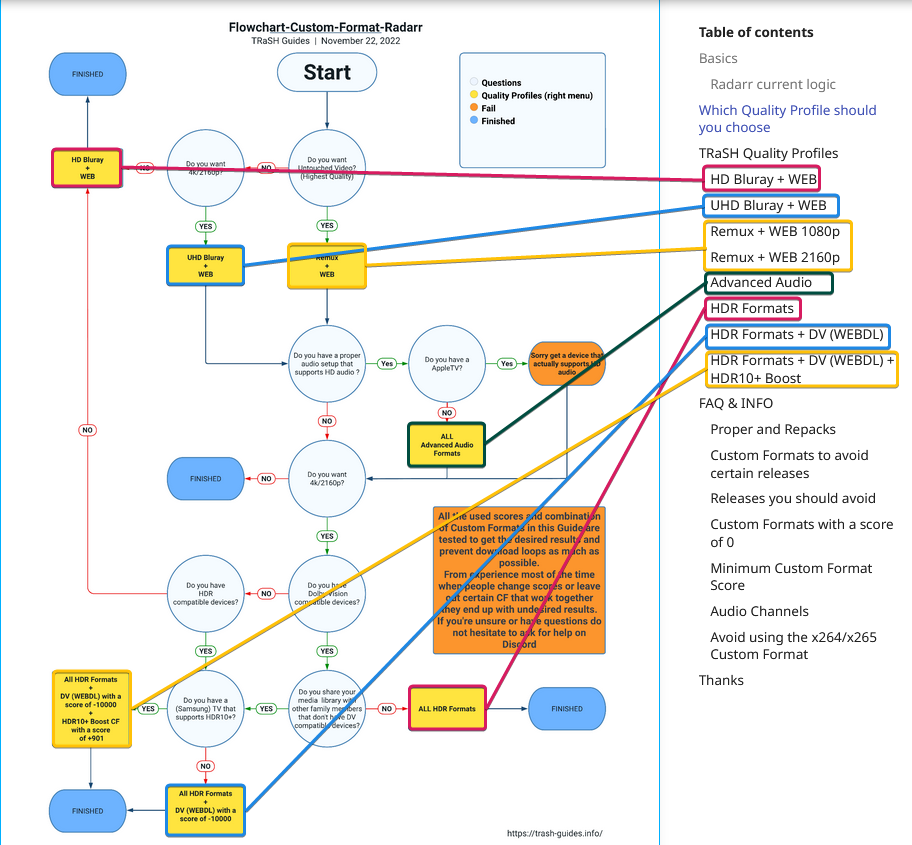 Flowchart-Custom-Format-Radarr
TRaSH Guides | November 22, 2022
FINISHED
Start
Questions
Quality Profiles (right menu)
Fail
Finished
HD Bluray
+
WEB
NO
Do you want
4k/2160p?
NO
Do you want
Untouched Video?
(Highest Quality)
YES
YES
UHD Bluray
+
WEB
Remux
+
WEB
Do you have a proper
audio setup that
supports HD audio ?
Yes
Do you have a
AppleTV?
Yes
Sorry get a device that
actually supports HD
audio
NO
NO
ALL
Advanced Audio
Formats
NO
FINISHED
NO
Do you want
4k/2160p?
YES
All the used scores and combination
of Custom Formats in this Guide are
tested to get the desired results and
prevent download loops as much as
possible.
From experience most of the time
when people change scores or leave
out certain CF that work together
they end up with undesired results.
If you're unsure or have questions do
not hesitate to ask for help on
Discord
Do you have
HDR
compatible devices?
NO
Do you have
Dolby Vision
compatible devices?
YES
YES
All HDR Formats
+
DV (WEBDL) with a
score of -10000
+
HDR10+ Boost CF
with a score
of +901
YES
Do you have a
(Samsung) TV that
supports HDR10+?
YES
Do you share your
media library with
other family members
that don't have DV
compatible devices?
NO
ALL HDR Formats
FINISHED
NO
FINISHED
All HDR Formats
+
DV (WEBDL) with a
score of -10000
https://trash-guides.info/
Table of contents
Basics
Radarr current logic
Which Quality Profile should
you choose
TRaSH Quality Profiles
HD Bluray + WEB
UHD Bluray + WEB
Remux + WEB 1080p
Remux + WEB 2160p
Advanced Audio
HDR Formats
HDR Formats + DV (WEBDL)
HDR Formats + DV (WEBDL) +
HDR10+ Boost
FAQ & INFO
Proper and Repacks
Custom Formats to avoid
certain releases
Releases you should avoid
Custom Formats with a score
of 0
Minimum Custom Format
Score
Audio Channels
Avoid using the x264/x265
Custom Format
Thanks